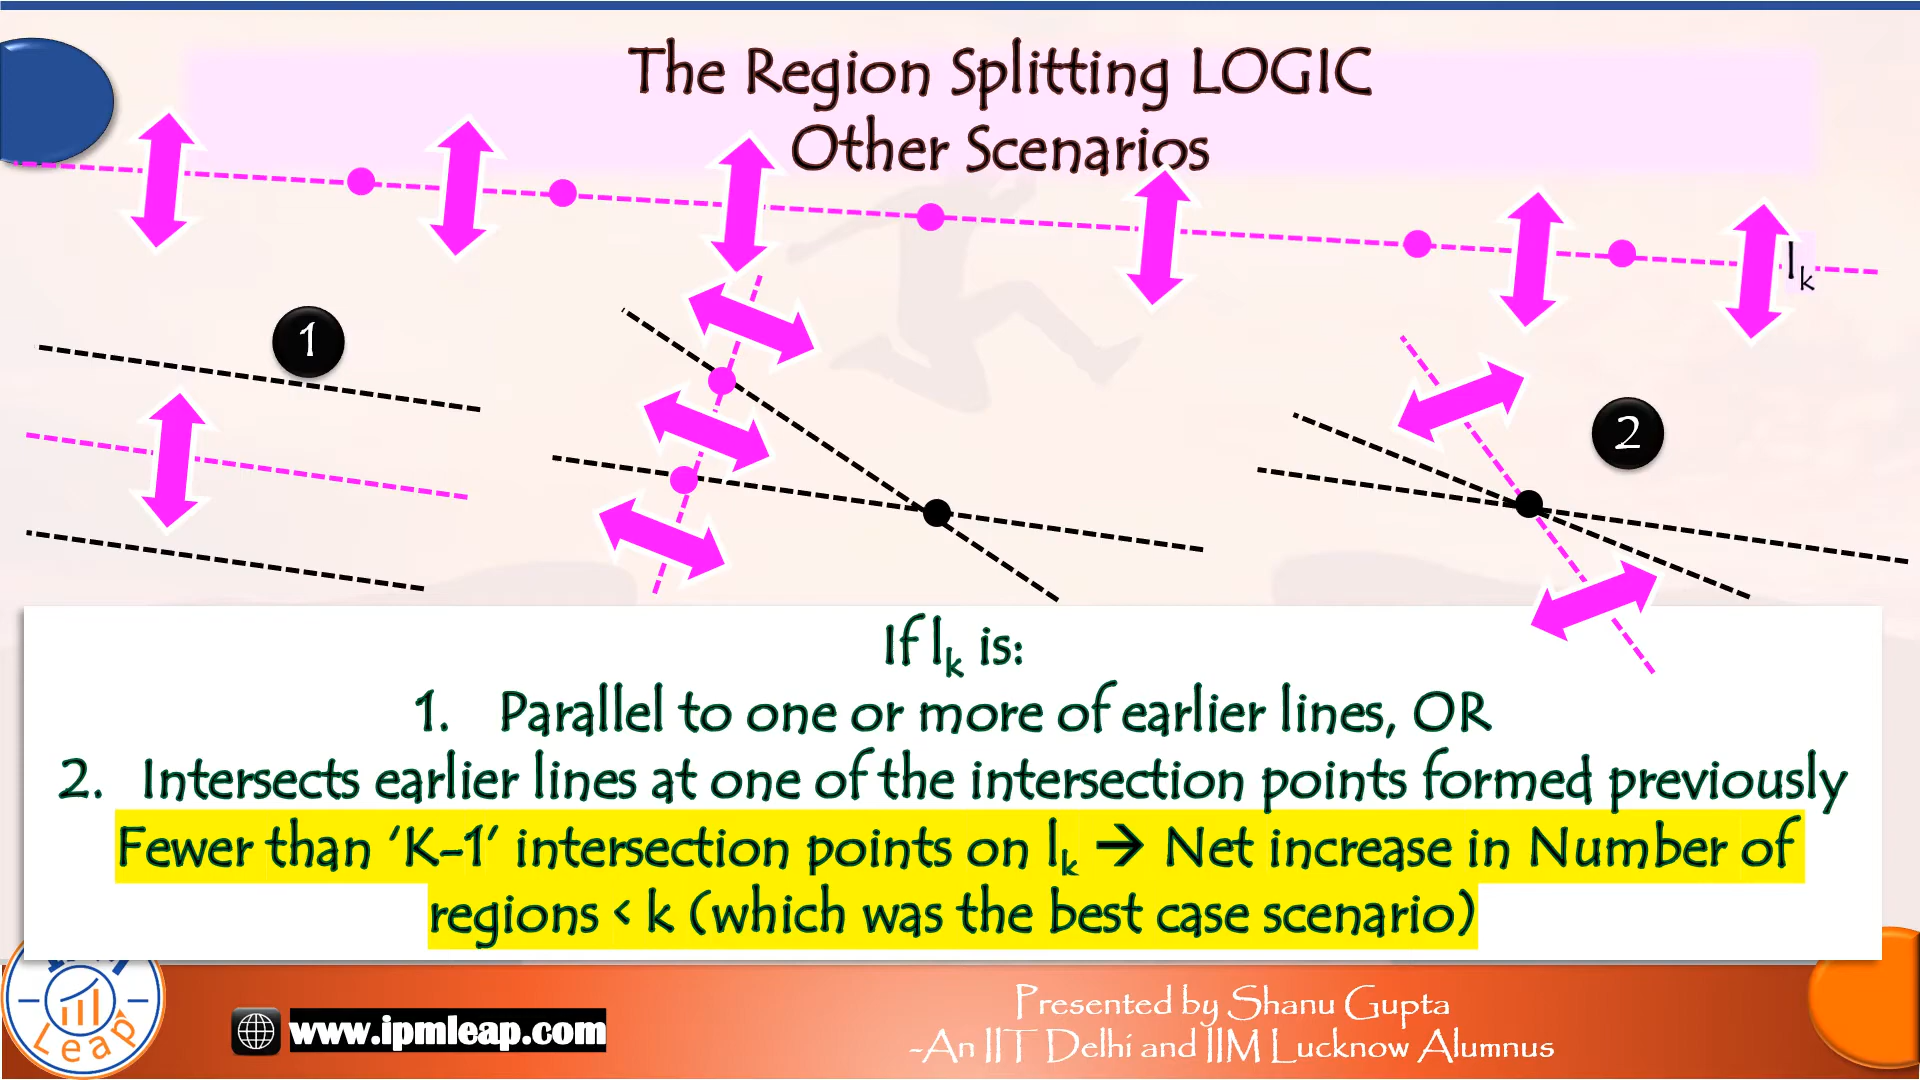 The Region Splitting LOGIC
Other Scenarios
lk
1
2
If lk is:
1. Parallel to one or more of earlier lines, OR
2. Intersects earlier lines at one of the intersection points formed previously
Fewer than ‘K-1’ intersection points on lk → Net increase in Number of
regions < k (which was the best case scenario)
Leap
www.ipmleap.com
Presented by Shanu Gupta
-An IIT Delhi and IIM Lucknow Alumnus